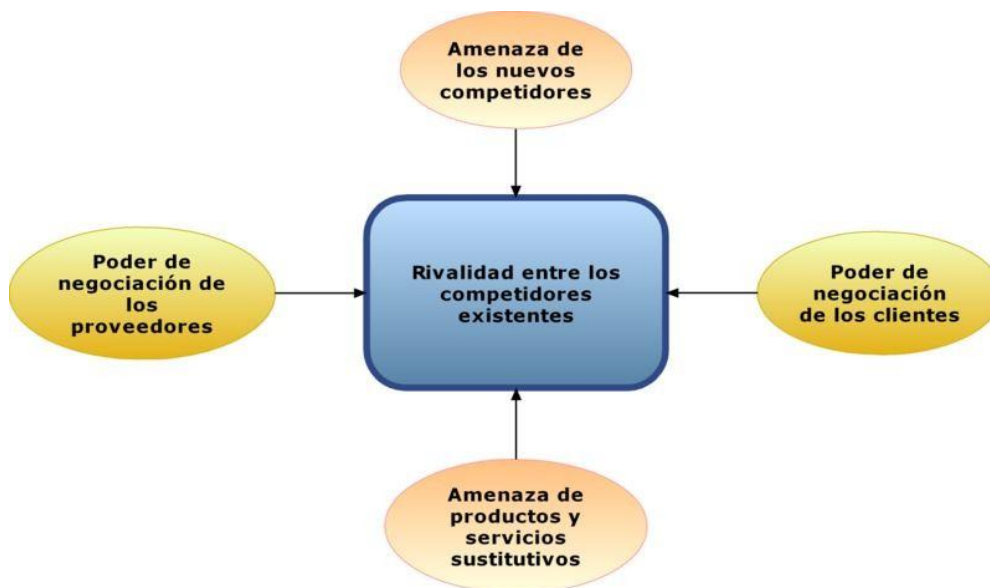 Amenaza de
los nuevos
competidores
Poder de
negociación de
los
proveedores
Rivalidad entre los
competidores
existentes
Poder de
negociación
de los clientes
Amenaza de
productos y
servicios
sustitutivos